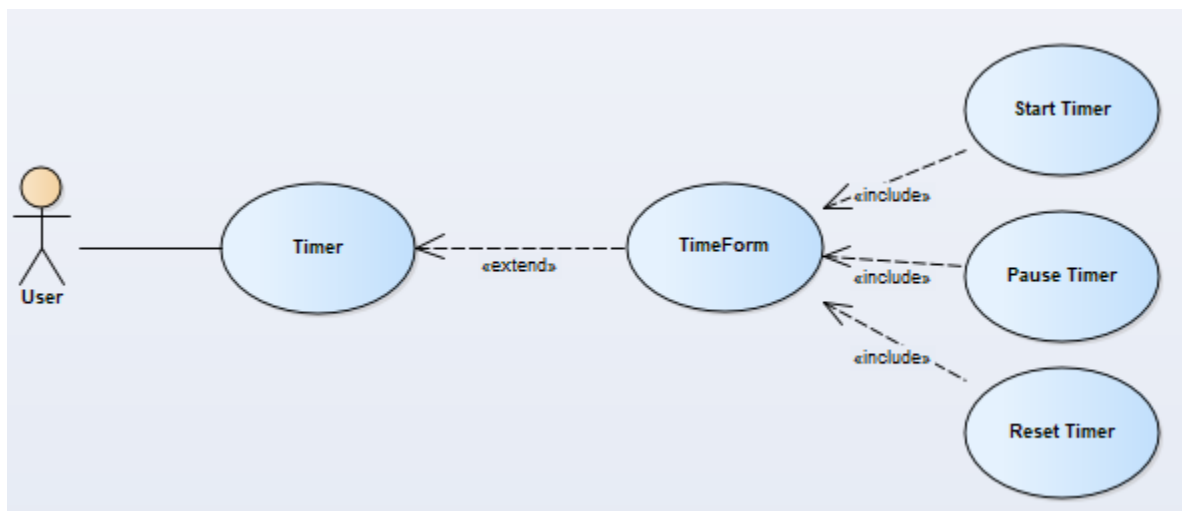 Start Timer
«include»
User
Timer
«extend»
TimeForm
«include»
Pause Timer
«include»
Reset Timer